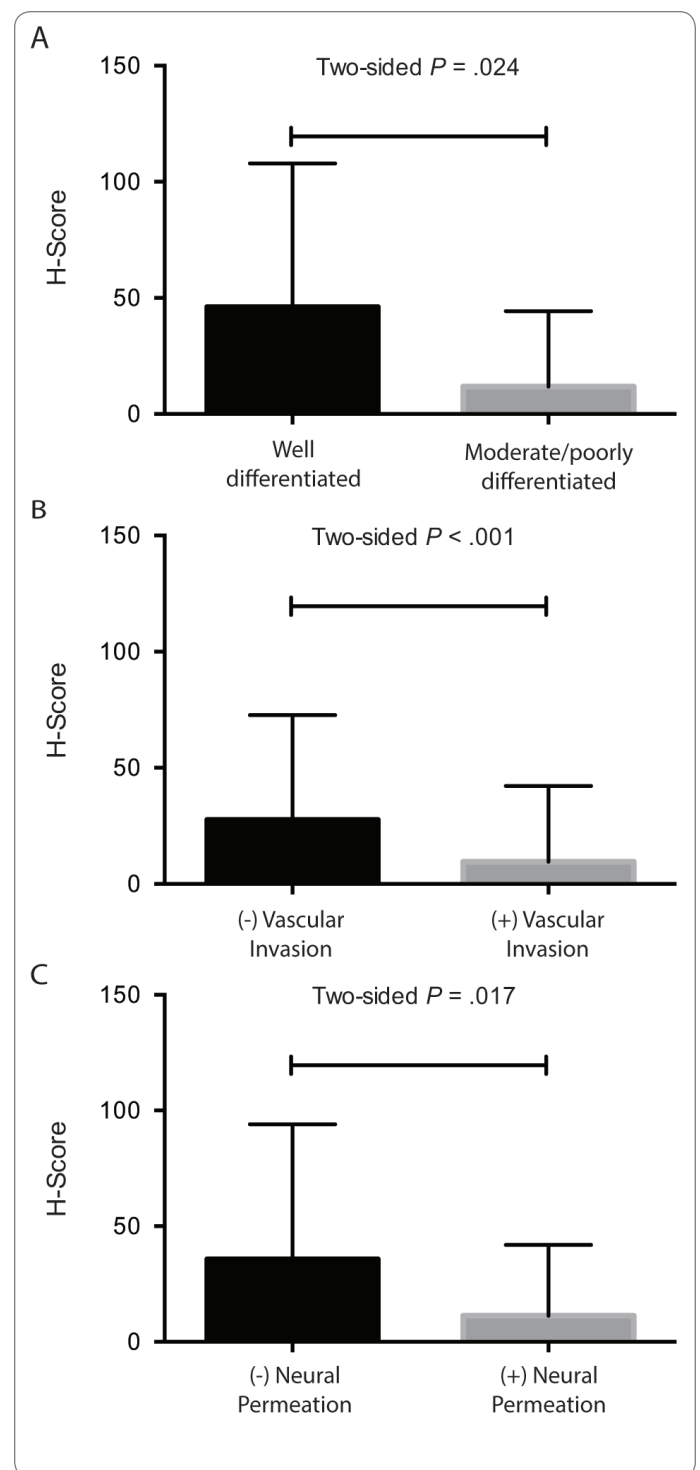 A
Two-sided P = .024
150
100
50
0
H-Score
Well
differentiated
Moderate/poorly
differentiated
B
Two-sided P < .001
150
100
50
0
H-Score
(-) Vascular
Invasion
(+) Vascular
Invasion
C
Two-sided P = .017
150
100
50
0
H-Score
(-) Neural
Permeation
(+) Neural
Permeation